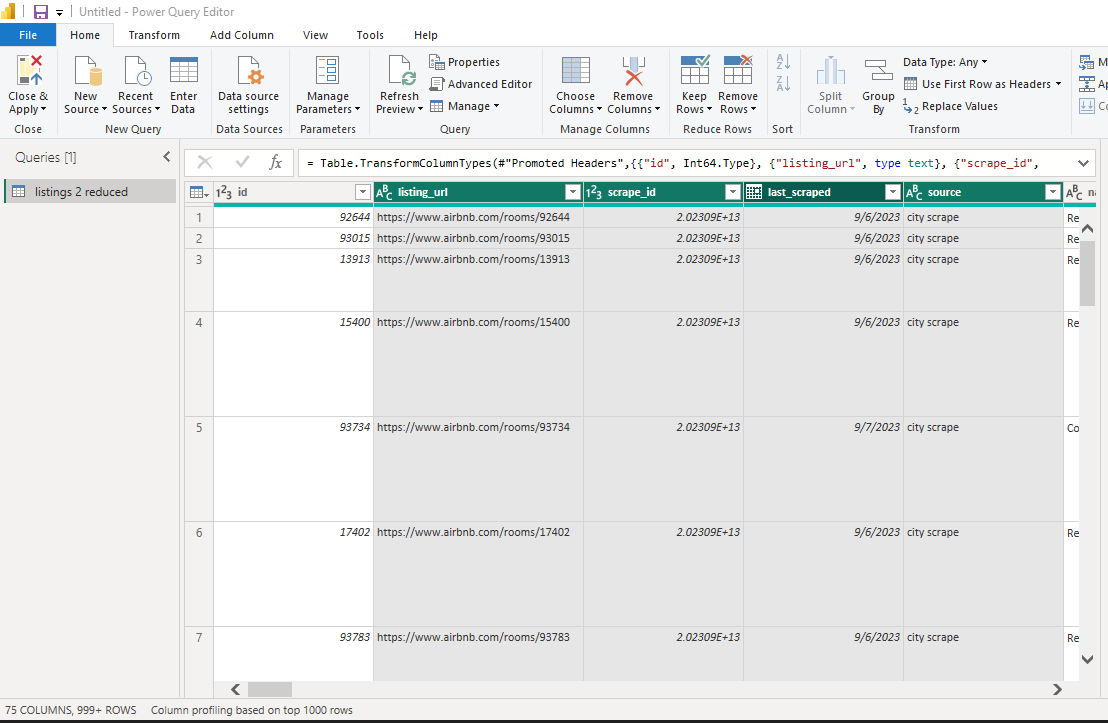 Untitled - Power Query Editor
File Home Transform Add Column View Tools Help
Close & Apply
New Source
Recent Sources
Enter Data
Data source settings
Manage Parameters
Refresh Preview
Properties
Advanced Editor
Manage
Choose Columns
Remove Columns
Keep Rows
Remove Rows
Split Column
Group By
Data Type: Any
Use First Row as Headers
Replace Values
Close New Query Data Sources Parameters Query Manage Columns Reduce Rows Sort Transform
Queries [1]
= Table.TransformColumnTypes(#"Promoted Headers",{{"id", Int64.Type}, {"listing_url", type text}, {"scrape_id",
listings 2 reduced
id listing_url scrape_id last_scraped source
1 92644 https://www.airbnb.com/rooms/92644 2.02309E+13 9/6/2023 city scrape Re
2 93015 https://www.airbnb.com/rooms/93015 2.02309E+13 9/6/2023 city scrape Re
3 13913 https://www.airbnb.com/rooms/13913 2.02309E+13 9/6/2023 city scrape Re
4 15400 https://www.airbnb.com/rooms/15400 2.02309E+13 9/6/2023 city scrape Re
5 93734 https://www.airbnb.com/rooms/93734 2.02309E+13 9/7/2023 city scrape Co
6 17402 https://www.airbnb.com/rooms/17402 2.02309E+13 9/6/2023 city scrape Re
7 93783 https://www.airbnb.com/rooms/93783 2.02309E+13 9/6/2023 city scrape Re
75 COLUMNS, 999+ ROWS Column profiling based on top 1000 rows